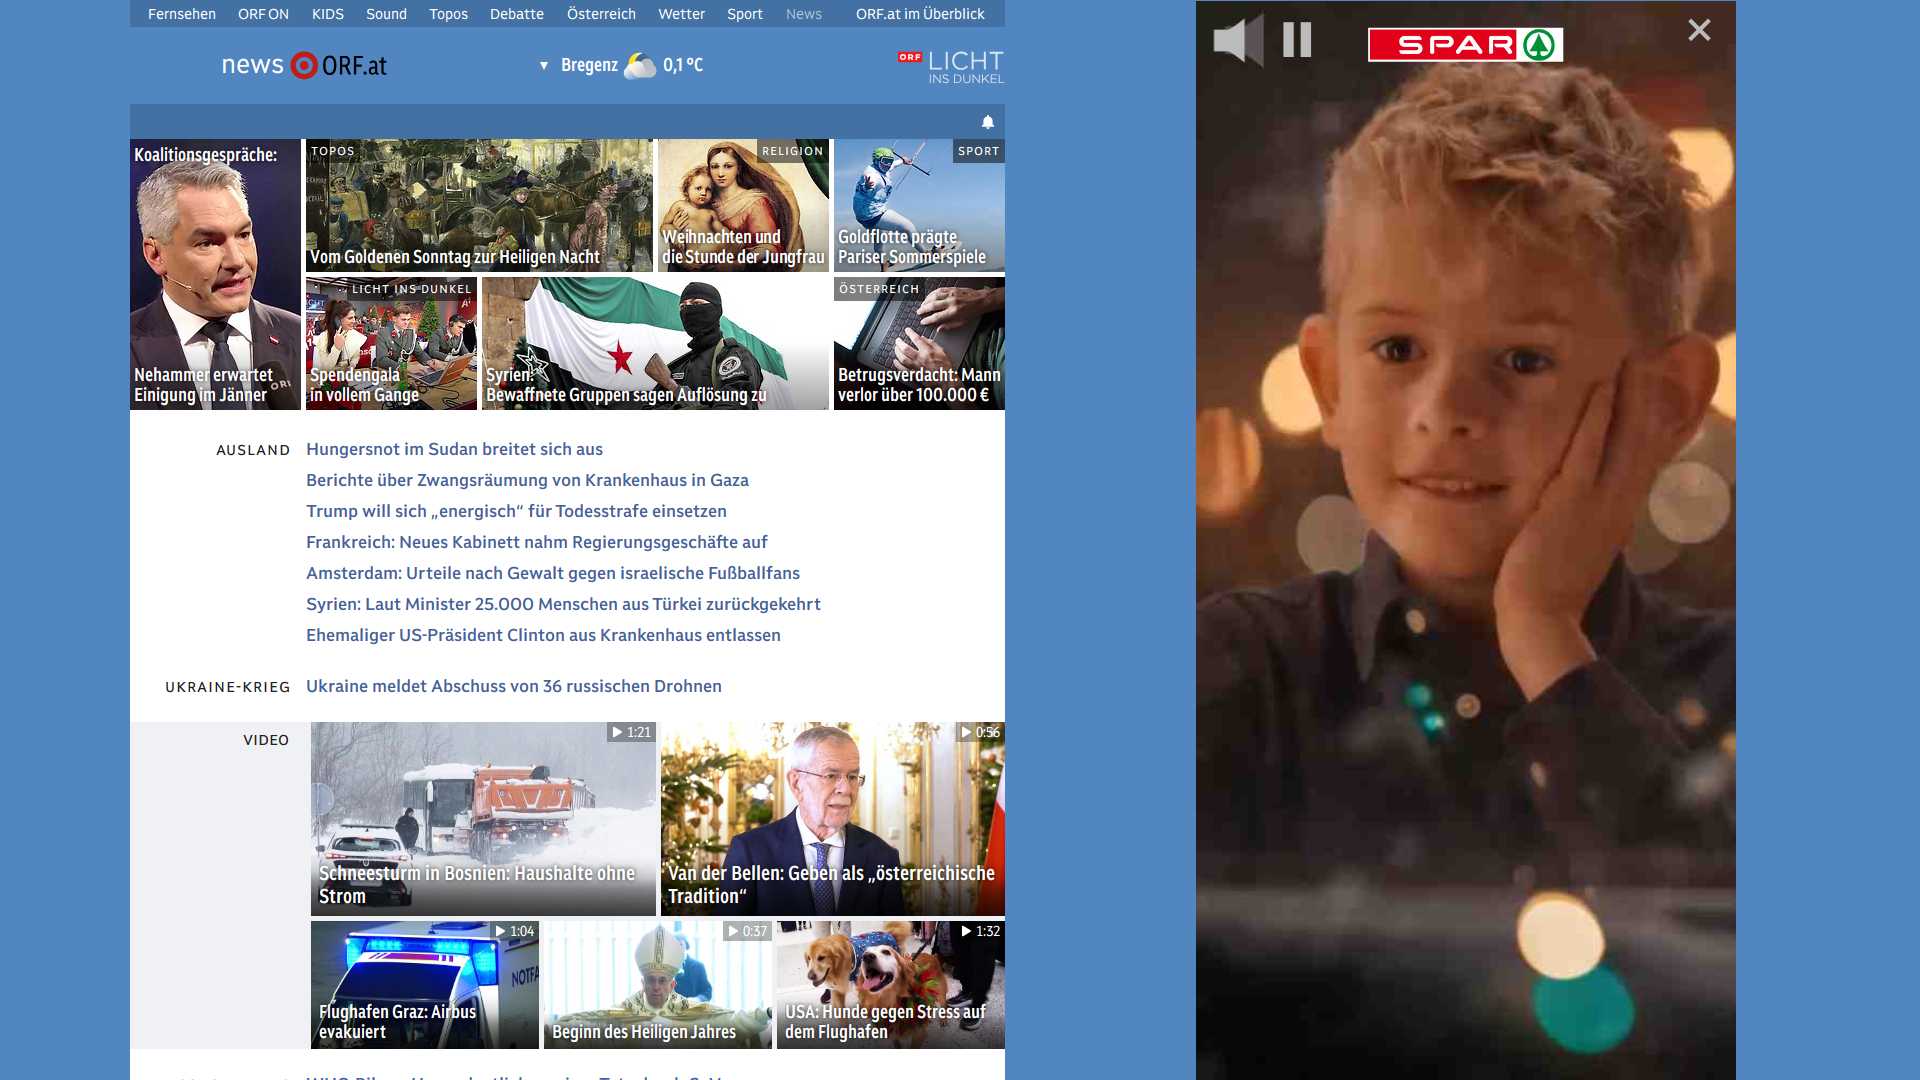 Fernsehen ORF ON KIDS Sound Topos Debatte Österreich Wetter Sport News ORF.at im Überblick
news ORF.at
Bregenz 0,1 °C
ORF LICHT
INS DUNKEL
Koalitionsgespräche:
Nehammer erwartet
Einigung im Jänner
TOPOS
Vom Goldenen Sonntag zur Heiligen Nacht
RELIGION
Weihnachten und
die Stunde der Jungfrau
SPORT
Goldflotte prägte
Pariser Sommerspiele
LICHT INS DUNKEL
Spendengala
in vollem Gange
Syrien:
Bewaffnete Gruppen sagen Auflösung zu
ÖSTERREICH
Betrugsverdacht: Mann
verlor über 100.000 €
AUSLAND
Hungersnot im Sudan breitet sich aus
Berichte über Zwangsräumung von Krankenhaus in Gaza
Trump will sich „energisch“ für Todesstrafe einsetzen
Frankreich: Neues Kabinett nahm Regierungsgeschäfte auf
Amsterdam: Urteile nach Gewalt gegen israelische Fußballfans
Syrien: Laut Minister 25.000 Menschen aus Türkei zurückgekehrt
Ehemaliger US-Präsident Clinton aus Krankenhaus entlassen
UKRAINE-KRIEG
Ukraine meldet Abschuss von 36 russischen Drohnen
VIDEO
1:21
Schneesturm in Bosnien: Haushalte ohne
Strom
0:56
Van der Bellen: Geben als „österreichische
Tradition“
1:04
NOTFA
Flughafen Graz: Airbus
evakuiert
0:37
Beginn des Heiligen Jahres
1:32
USA: Hunde gegen Stress auf
dem Flughafen
SPAR